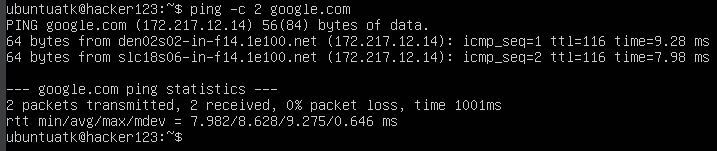 ubuntuatk@hacker123:~$ ping -c 2 google.com
PING google.com (172.217.12.14) 56(84) bytes of data.
64 bytes from den02s02-in-f14.1e100.net (172.217.12.14): icmp_seq=1 ttl=116 time=9.28 ms
64 bytes from slc18s06-in-f14.1e100.net (172.217.12.14): icmp_seq=2 ttl=116 time=7.98 ms

--- google.com ping statistics ---
2 packets transmitted, 2 received, 0% packet loss, time 1001ms
rtt min/avg/max/mdev = 7.982/8.628/9.275/0.646 ms
ubuntuatk@hacker123:~$